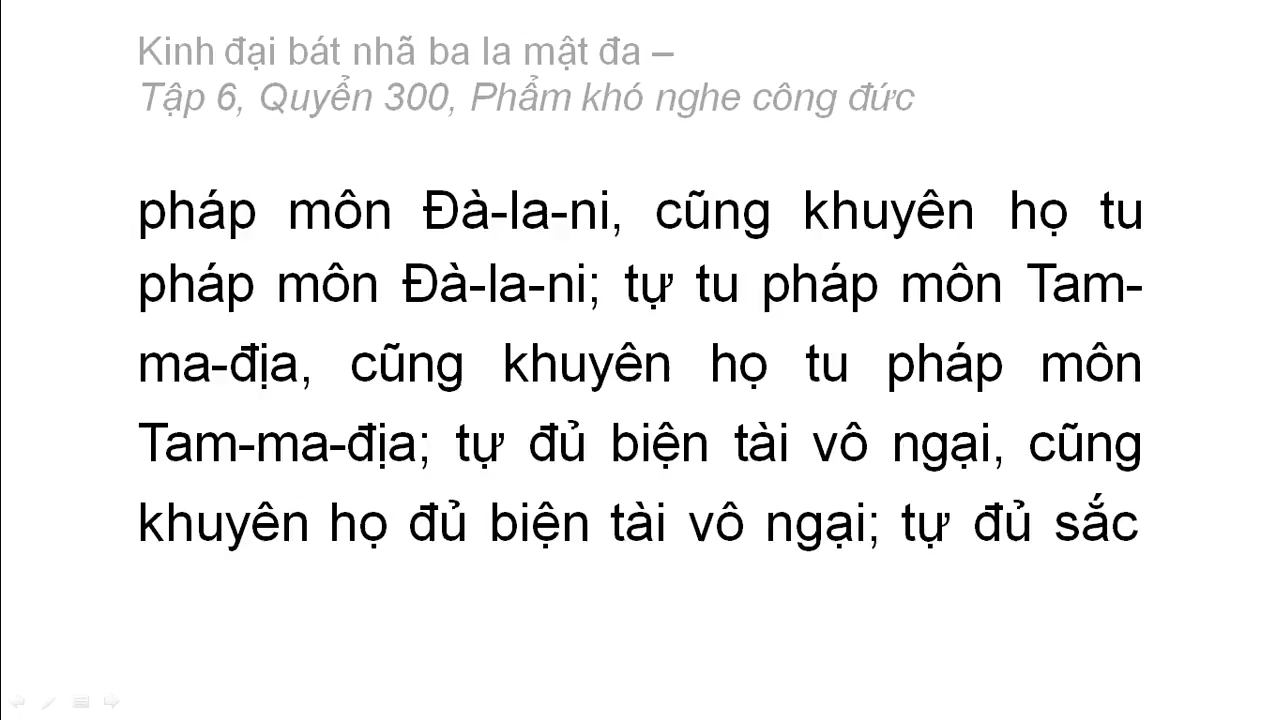 Kinh đại bát nhã ba la mật đa –
Tập 6, Quyển 300, Phẩm khó nghe công đức
pháp môn Đà-la-ni, cũng khuyên họ tu
pháp môn Đà-la-ni; tự tu pháp môn Tam-
ma-địa, cũng khuyên họ tu pháp môn
Tam-ma-địa; tự đủ biện tài vô ngại, cũng
khuyên họ đủ biện tài vô ngại; tự đủ sắc